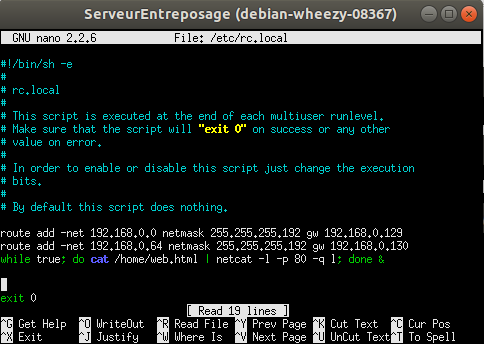 ServeurEntreposage (debian-wheezy-08367)
GNU nano 2.2.6 File: /etc/rc.local
#!/bin/sh -e
#
# rc.local
#
# This script is executed at the end of each multiuser runlevel.
# Make sure that the script will "exit 0" on success or any other
# value on error.
#
# In order to enable or disable this script just change the execution
# bits.
#
# By default this script does nothing.
route add -net 192.168.0.0 netmask 255.255.255.192 gw 192.168.0.129
route add -net 192.168.0.64 netmask 255.255.255.192 gw 192.168.0.130
while true; do cat /home/web.html | netcat -l -p 80 -q 1; done &
exit 0
[ Read 19 lines ]
^G Get Help ^O WriteOut ^R Read File ^Y Prev Page ^K Cut Text ^C Cur Pos
^X Exit ^J Justify ^W Where Is ^V Next Page ^U UnCut Text ^T To Spell